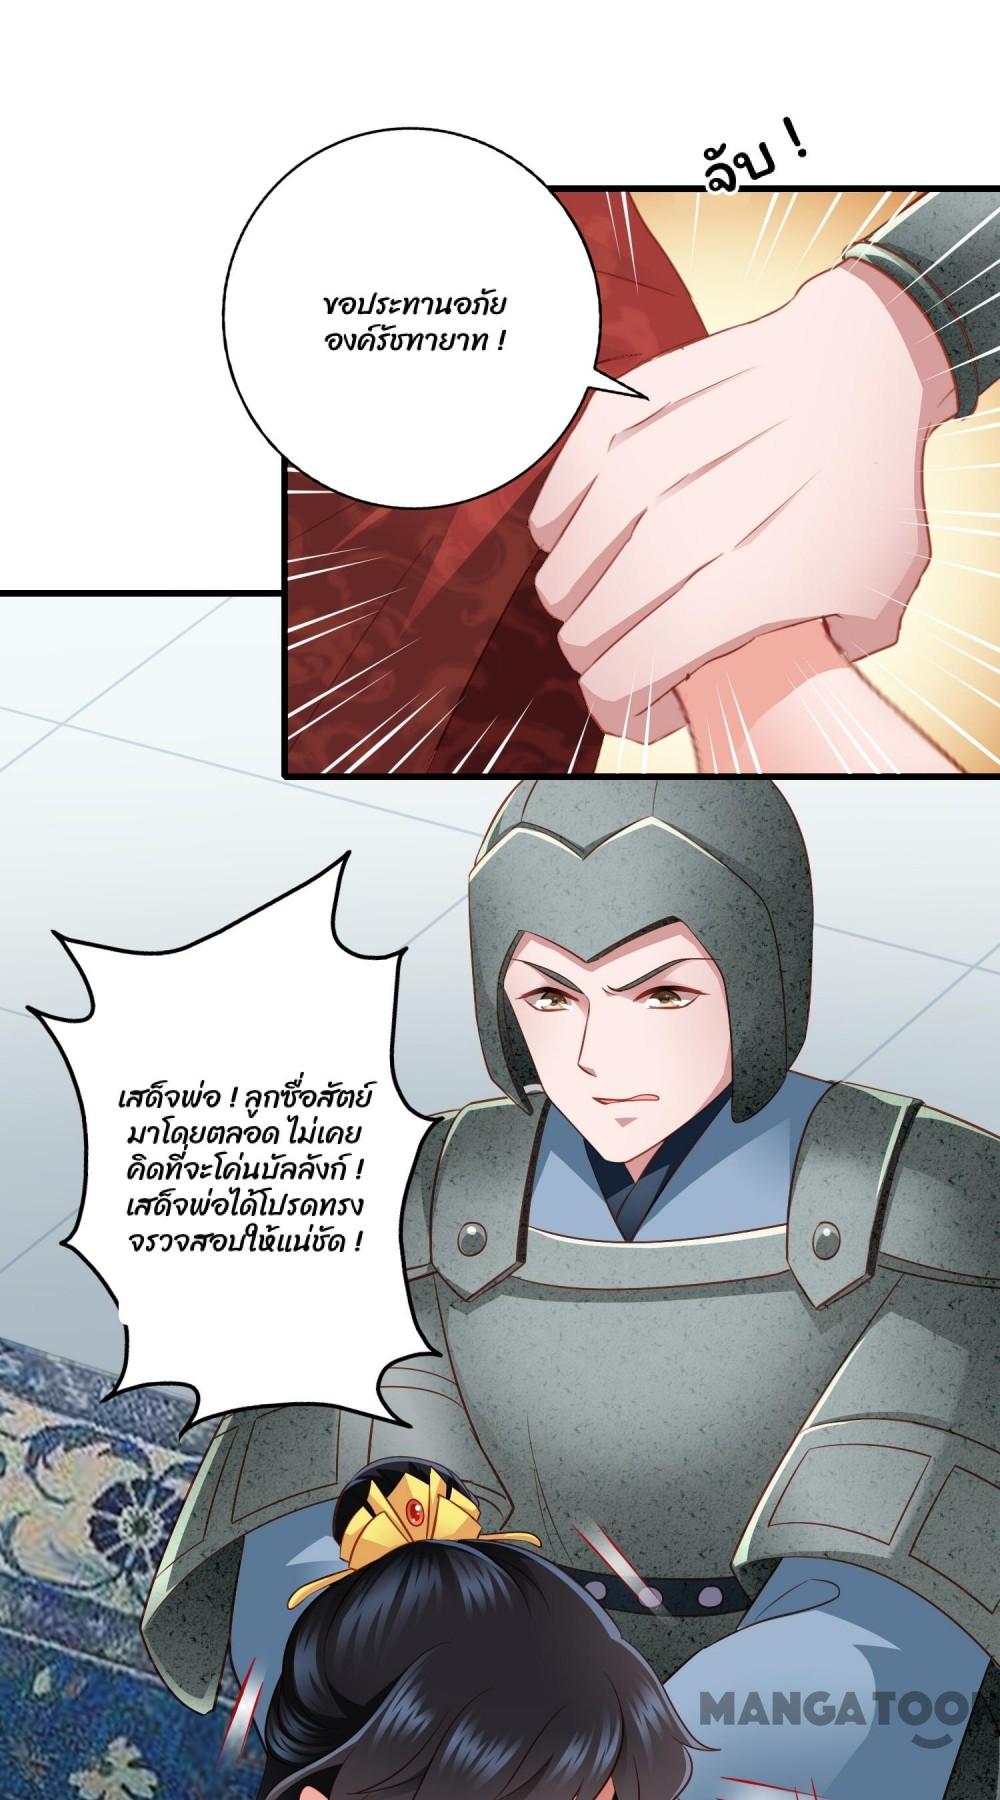 จับ !
ขอประทานอภัย
องค์รัชทายาท !
เสด็จพ่อ ! ลูกซื่อสัตย์
มาโดยตลอด ไม่เคย
คิดที่จะโค่นบัลลังก์ !
เสด็จพ่อได้โปรดทรง
จรวจสอบให้แน่ชัด !
MANGATOON